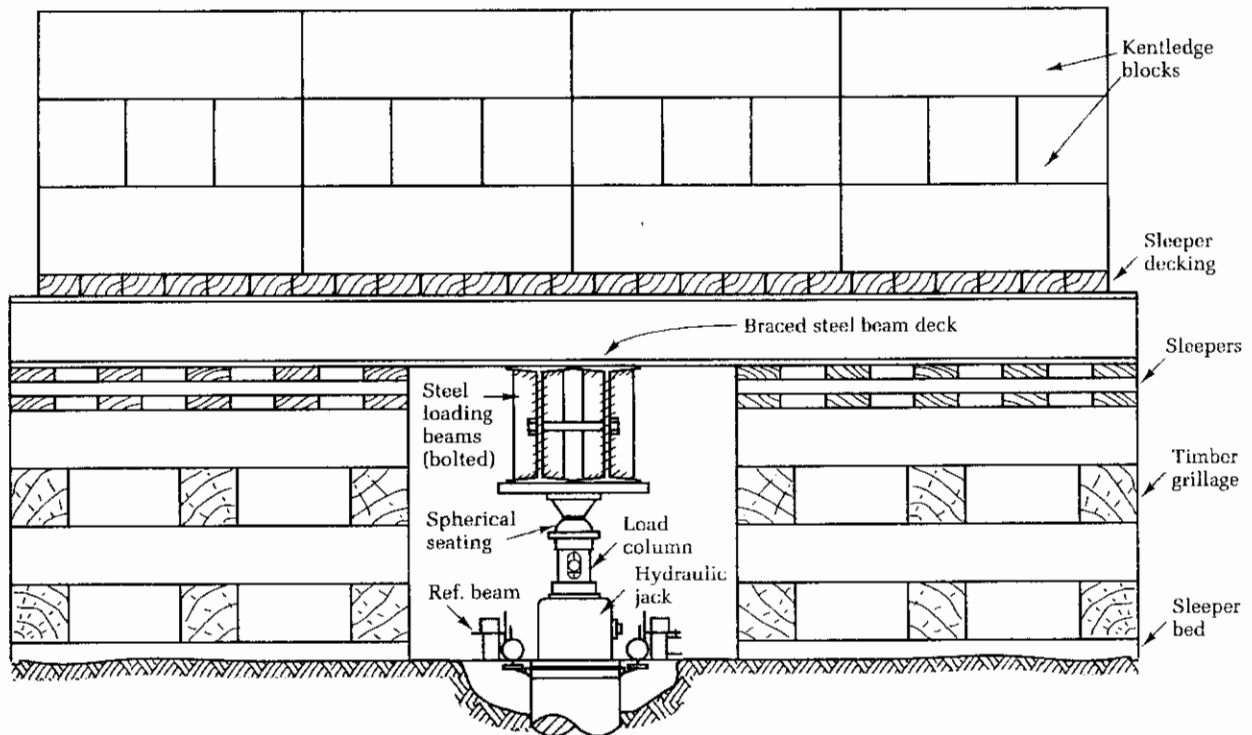 Kentledge
blocks
Sleeper
decking
Braced steel beam deck
Sleepers
Steel
loading
beams
(bolted)
Timber
grillage
Spherical
seating
Load
column
Hydraulic
jack
Ref. beam
Sleeper
bed